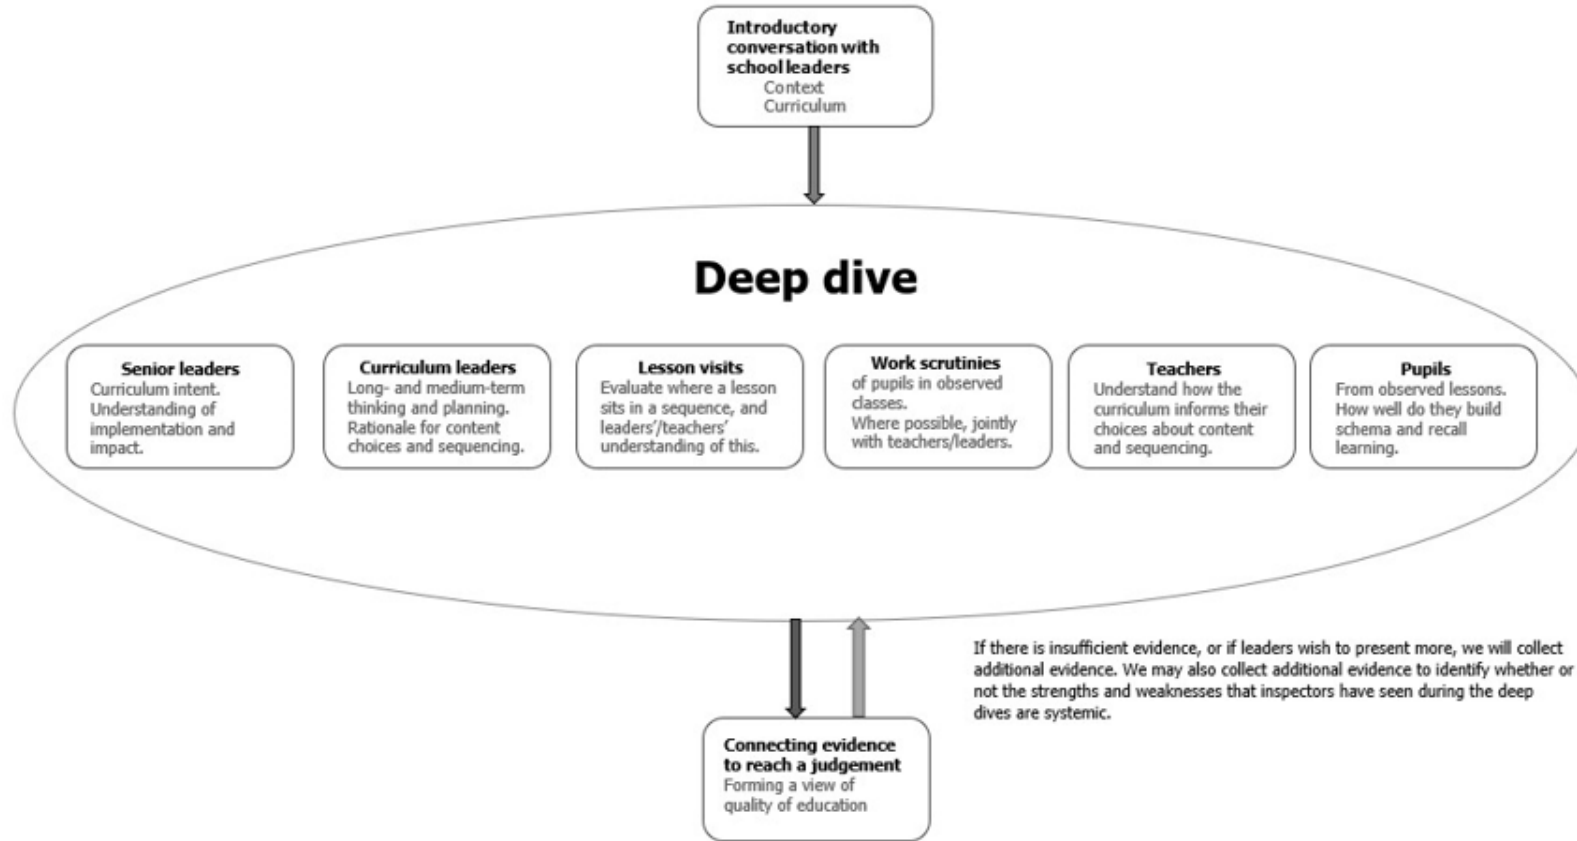 Introductory
conversation with
school leaders
Context
Curriculum
Deep dive
Senior leaders
Curriculum intent.
Understanding of
implementation and
impact.
Curriculum leaders
Long- and medium-term
thinking and planning.
Rationale for content
choices and sequencing.
Lesson visits
Evaluate where a lesson
sits in a sequence, and
leaders’/teachers’
understanding of this.
Work scrutinies
of pupils in observed
classes.
Where possible, jointly
with teachers/leaders.
Teachers
Understand how the
curriculum informs their
choices about content
and sequencing.
Pupils
From observed lessons.
How well do they build
schema and recall
learning.
If there is insufficient evidence, or if leaders wish to present more, we will collect
additional evidence. We may also collect additional evidence to identify whether or
not the strengths and weaknesses that inspectors have seen during the deep
dives are systemic.
Connecting evidence
to reach a judgement
Forming a view of
quality of education